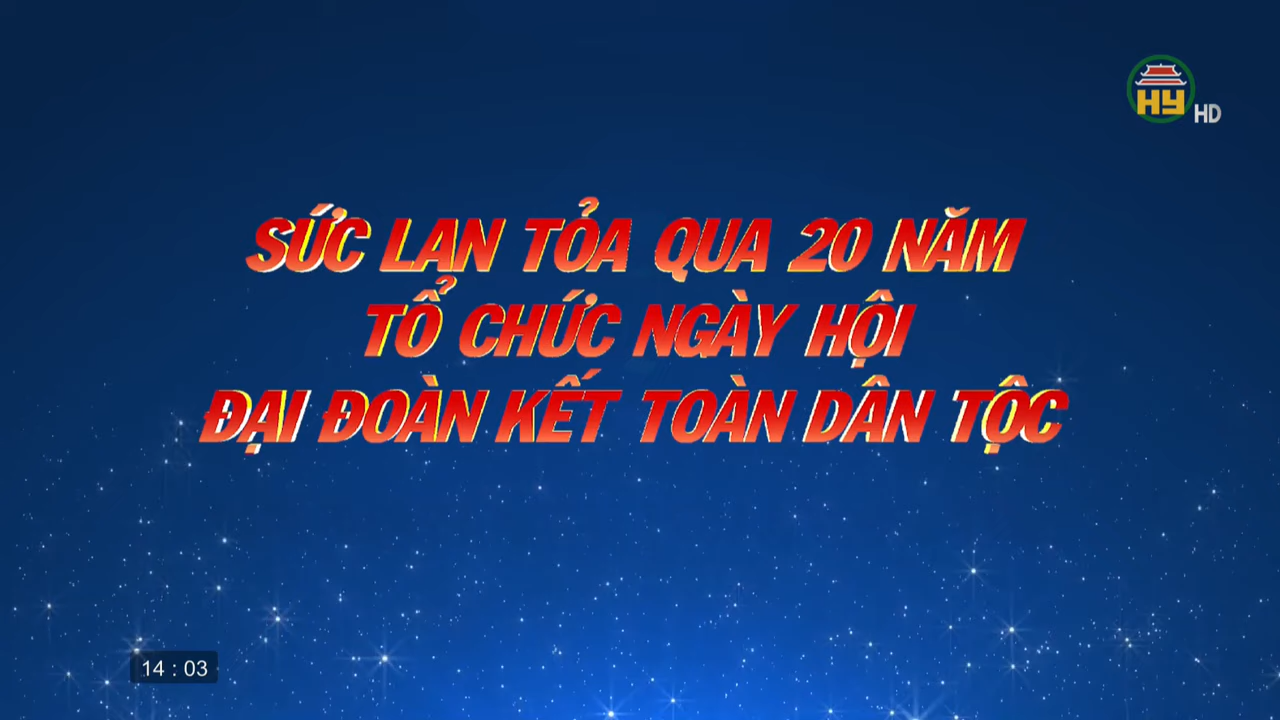 HY HD
SỨC LAN TỎA QUA 20 NĂM
TỔ CHỨC NGÀY HỘI
ĐẠI ĐOÀN KẾT TOÀN DÂN TỘC
14 : 03